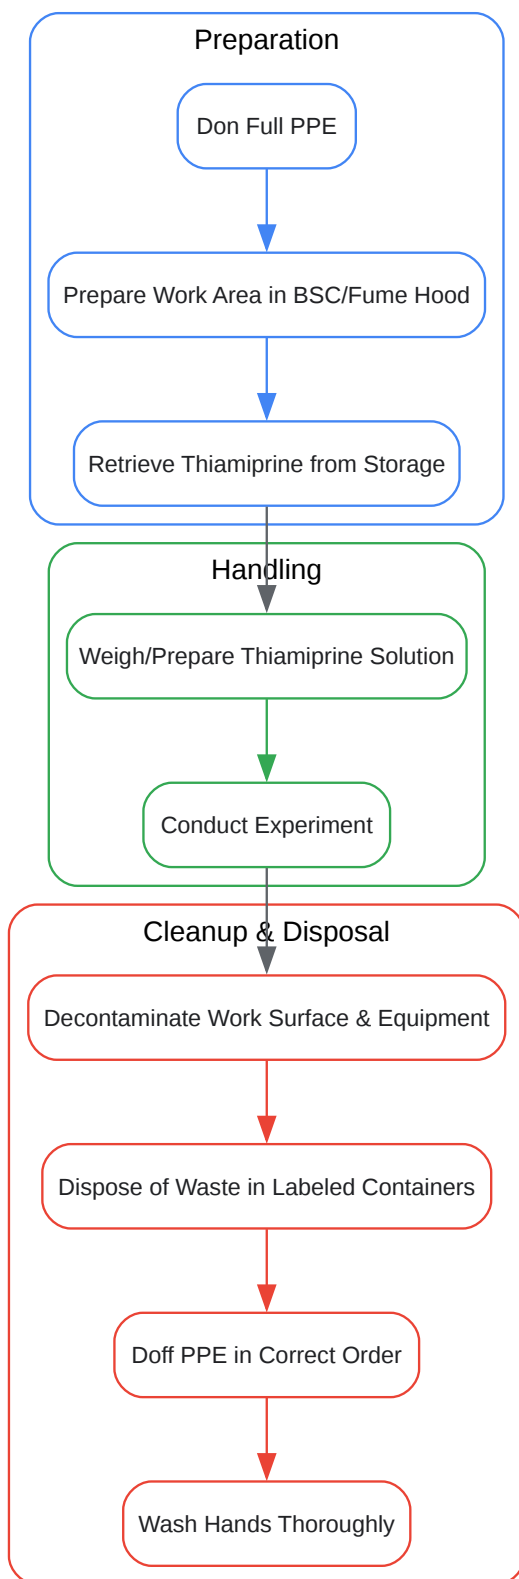 Preparation
Don Full PPE
Prepare Work Area in BSC/Fume Hood
Retrieve Thiamiprine from Storage
Handling
Weigh/Prepare Thiamiprine Solution
Conduct Experiment
Cleanup & Disposal
Decontaminate Work Surface & Equipment
Dispose of Waste in Labeled Containers
Doff PPE in Correct Order
Wash Hands Thoroughly